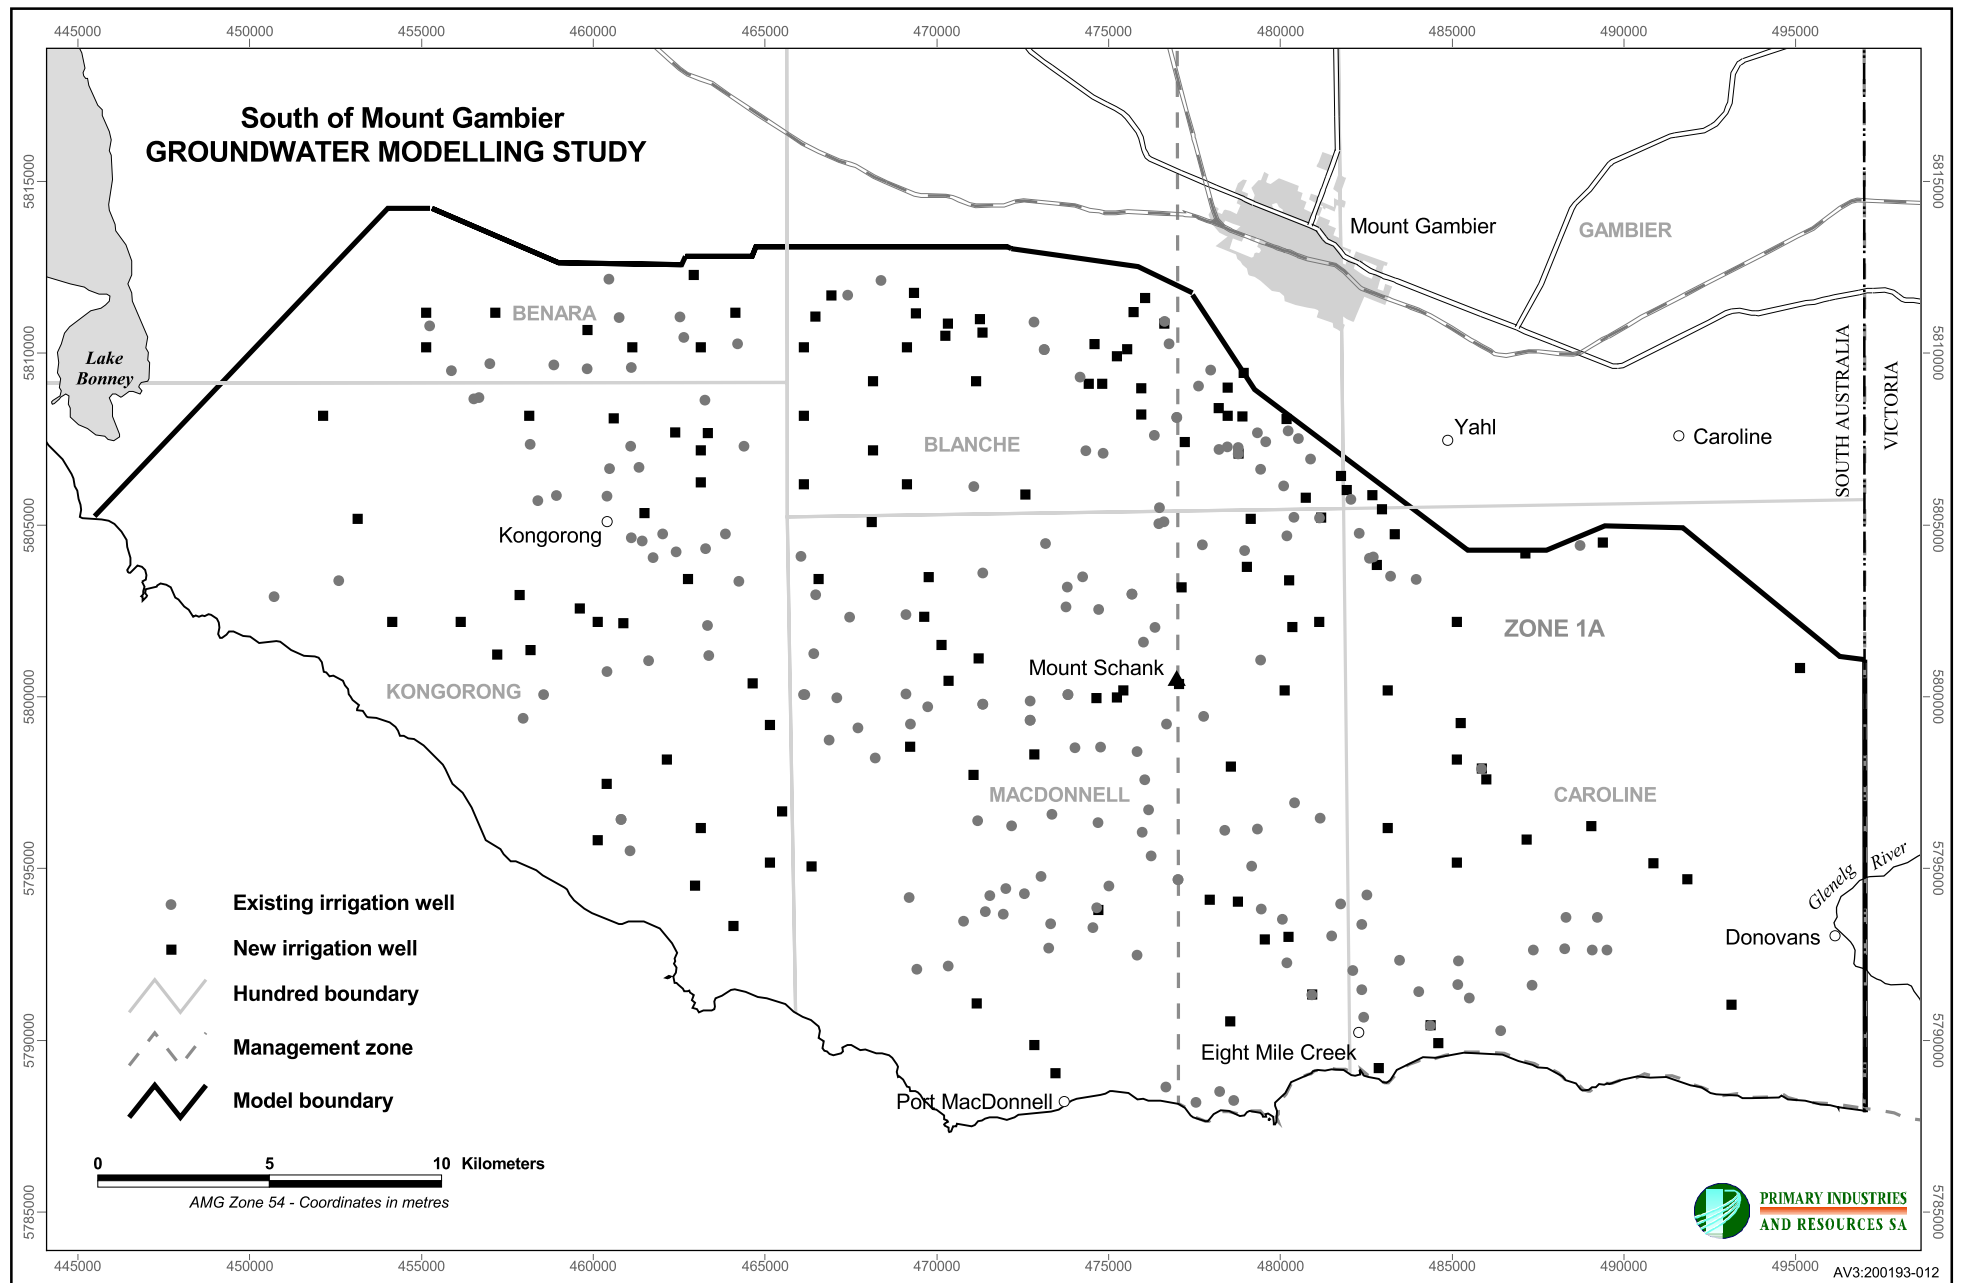 445000 450000 455000 460000 465000 470000 475000 480000 485000 490000 495000
South of Mount Gambier
GROUNDWATER MODELLING STUDY
5815000
5815000
Mount Gambier
GAMBIER
BENARA
5810000
5810000
Lake
Bonney
SOUTH AUSTRALIA
VICTORIA
Yahl
Caroline
BLANCHE
5805000
5805000
Kongorong
ZONE 1A
Mount Schank
KONGORONG
5800000
5800000
MACDONNELL
CAROLINE
5795000
5795000
Glenelg River
Existing irrigation well
New irrigation well
Donovans
Hundred boundary
5790000
5790000
Management zone
Eight Mile Creek
Model boundary
Port MacDonnell
0 5 10 Kilometers
AMG Zone 54 - Coordinates in metres
5785000
5785000
PRIMARY INDUSTRIES
AND RESOURCES SA
445000 450000 455000 460000 465000 470000 475000 480000 485000 490000 495000
AV3:200193-012